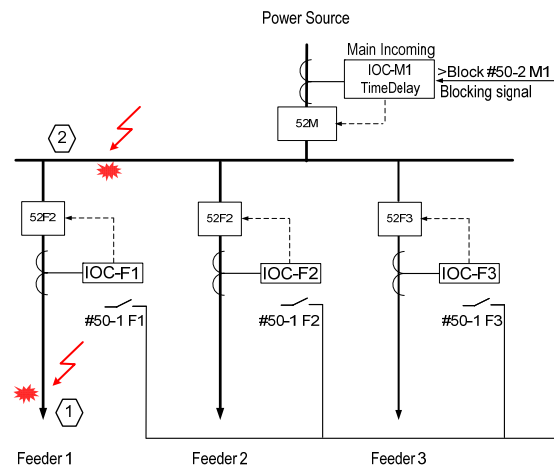 Power Source
Main Incoming
IOC-M1
TimeDelay
>Block #50-2 M1
Blocking signal
52M
2
52F2
52F2
52F3
IOC-F1
IOC-F2
IOC-F3
#50-1 F1
#50-1 F2
#50-1 F3
1
Feeder 1
Feeder 2
Feeder 3